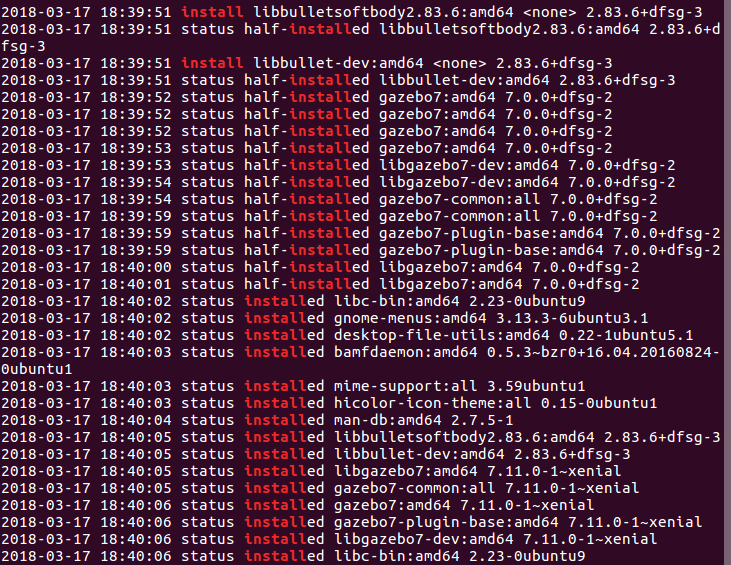 2018-03-17 18:39:51 install libbulletsoftbody2.83.6:amd64 <none> 2.83.6+dfsg-3
2018-03-17 18:39:51 status half-installed libbulletsoftbody2.83.6:amd64 2.83.6+d
fsg-3
2018-03-17 18:39:51 install libbullet-dev:amd64 <none> 2.83.6+dfsg-3
2018-03-17 18:39:51 status half-installed libbullet-dev:amd64 2.83.6+dfsg-3
2018-03-17 18:39:52 status half-installed gazebo7:amd64 7.0.0+dfsg-2
2018-03-17 18:39:52 status half-installed gazebo7:amd64 7.0.0+dfsg-2
2018-03-17 18:39:52 status half-installed gazebo7:amd64 7.0.0+dfsg-2
2018-03-17 18:39:53 status half-installed gazebo7:amd64 7.0.0+dfsg-2
2018-03-17 18:39:53 status half-installed libgazebo7-dev:amd64 7.0.0+dfsg-2
2018-03-17 18:39:54 status half-installed libgazebo7-dev:amd64 7.0.0+dfsg-2
2018-03-17 18:39:54 status half-installed gazebo7-common:all 7.0.0+dfsg-2
2018-03-17 18:39:59 status half-installed gazebo7-common:all 7.0.0+dfsg-2
2018-03-17 18:39:59 status half-installed gazebo7-plugin-base:amd64 7.0.0+dfsg-2
2018-03-17 18:39:59 status half-installed gazebo7-plugin-base:amd64 7.0.0+dfsg-2
2018-03-17 18:40:00 status half-installed libgazebo7:amd64 7.0.0+dfsg-2
2018-03-17 18:40:01 status half-installed libgazebo7:amd64 7.0.0+dfsg-2
2018-03-17 18:40:02 status installed libc-bin:amd64 2.23-0ubuntu9
2018-03-17 18:40:02 status installed gnome-menus:amd64 3.13.3-6ubuntu3.1
2018-03-17 18:40:02 status installed desktop-file-utils:amd64 0.22-1ubuntu5.1
2018-03-17 18:40:03 status installed bamfdaemon:amd64 0.5.3~bzr0+16.04.20160824-
0ubuntu1
2018-03-17 18:40:03 status installed mime-support:all 3.59ubuntu1
2018-03-17 18:40:03 status installed hicolor-icon-theme:all 0.15-0ubuntu1
2018-03-17 18:40:04 status installed man-db:amd64 2.7.5-1
2018-03-17 18:40:05 status installed libbulletsoftbody2.83.6:amd64 2.83.6+dfsg-3
2018-03-17 18:40:05 status installed libbullet-dev:amd64 2.83.6+dfsg-3
2018-03-17 18:40:05 status installed libgazebo7:amd64 7.11.0-1~xenial
2018-03-17 18:40:05 status installed gazebo7-common:all 7.11.0-1~xenial
2018-03-17 18:40:06 status installed gazebo7:amd64 7.11.0-1~xenial
2018-03-17 18:40:06 status installed gazebo7-plugin-base:amd64 7.11.0-1~xenial
2018-03-17 18:40:06 status installed libgazebo7-dev:amd64 7.11.0-1~xenial
2018-03-17 18:40:06 status installed libc-bin:amd64 2.23-0ubuntu9